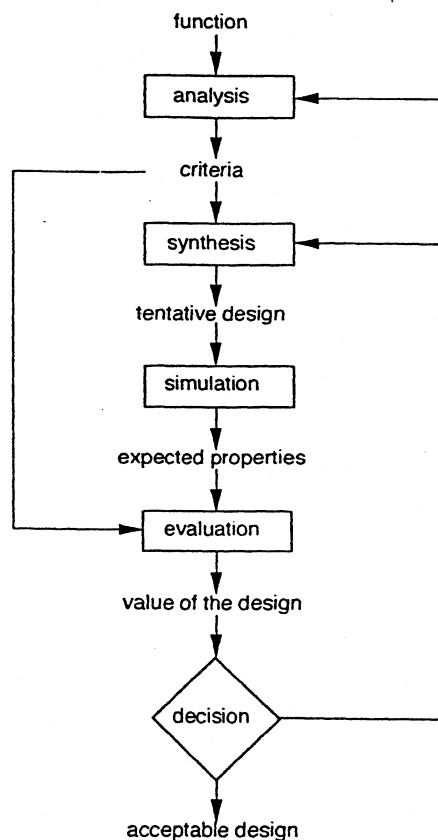 function
analysis
criteria
synthesis
tentative design
simulation
expected properties
evaluation
value of the design
decision
acceptable design